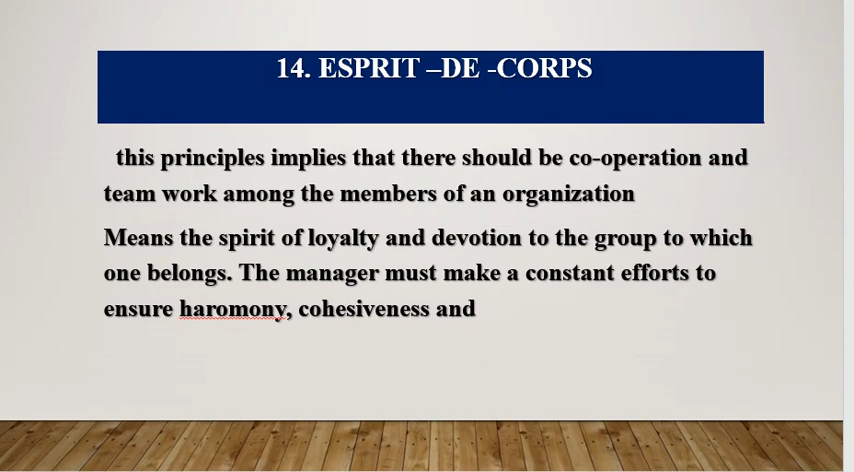 14. ESPRIT –DE -CORPS
this principles implies that there should be co-operation and
team work among the members of an organization
Means the spirit of loyalty and devotion to the group to which
one belongs. The manager must make a constant efforts to
ensure haromony, cohesiveness and